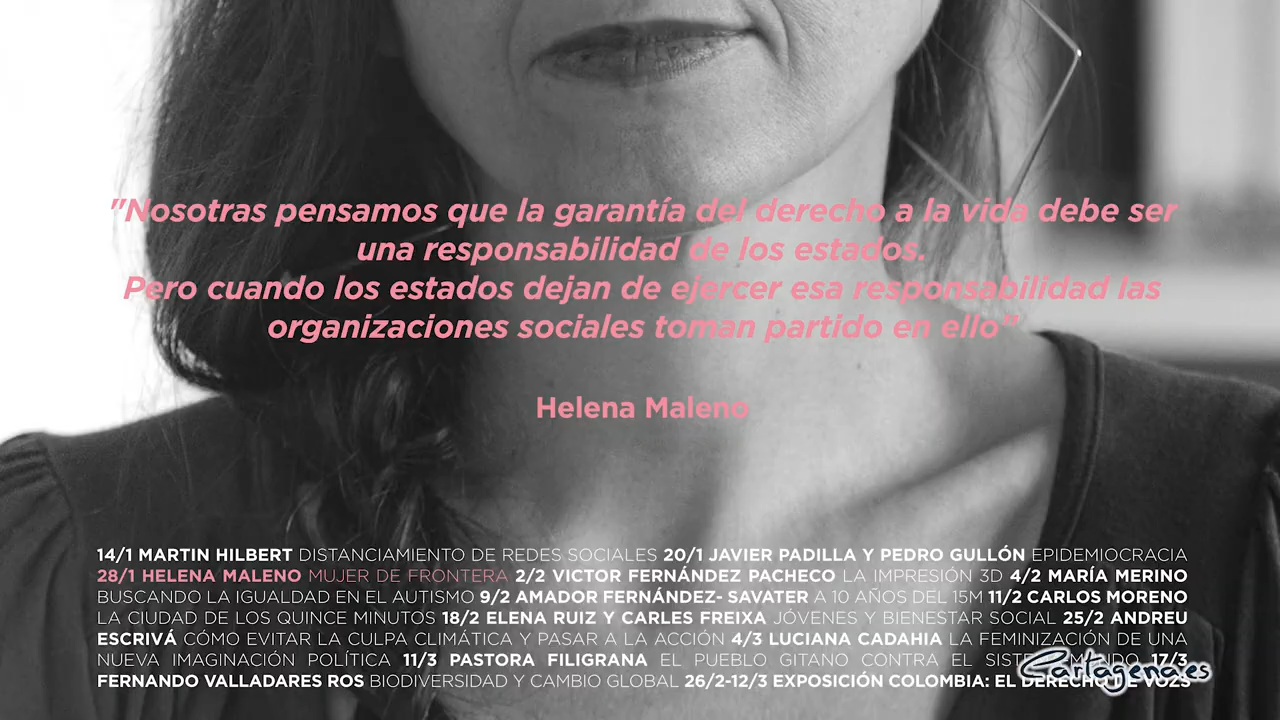 "Nosotras pensamos que la garantía del derecho a la vida debe ser
una responsabilidad de los estados.
Pero cuando los estados dejan de ejercer esa responsabilidad las
organizaciones sociales toman partido en ello"
Helena Maleno
14/1 MARTIN HILBERT DISTANCIAMIENTO DE REDES SOCIALES 20/1 JAVIER PADILLA Y PEDRO GULLÓN EPIDEMIOCRACIA
28/1 HELENA MALENO MUJER DE FRONTERA 2/2 VICTOR FERNÁNDEZ PACHECO LA IMPRESIÓN 3D 4/2 MARÍA MERINO
BUSCANDO LA IGUALDAD EN EL AUTISMO 9/2 AMADOR FERNÁNDEZ- SAVATER A 10 AÑOS DEL 15M 11/2 CARLOS MORENO
LA CIUDAD DE LOS QUINCE MINUTOS 18/2 ELENA RUIZ Y CARLES FREIXA JÓVENES Y BIENESTAR SOCIAL 25/2 ANDREU
ESCRIVÁ CÓMO EVITAR LA CULPA CLIMÁTICA Y PASAR A LA ACCIÓN 4/3 LUCIANA CADAHIA LA FEMINIZACIÓN DE UNA
NUEVA IMAGINACIÓN POLÍTICA 11/3 PASTORA FILIGRANA EL PUEBLO GITANO CONTRA EL 17/3
FERNANDO VALLADARES ROS BIODIVERSIDAD Y CAMBIO GLOBAL 26/2-12/3 EXPOSICIÓN COLOMBIA: EL DERECHO
Cartagena.es